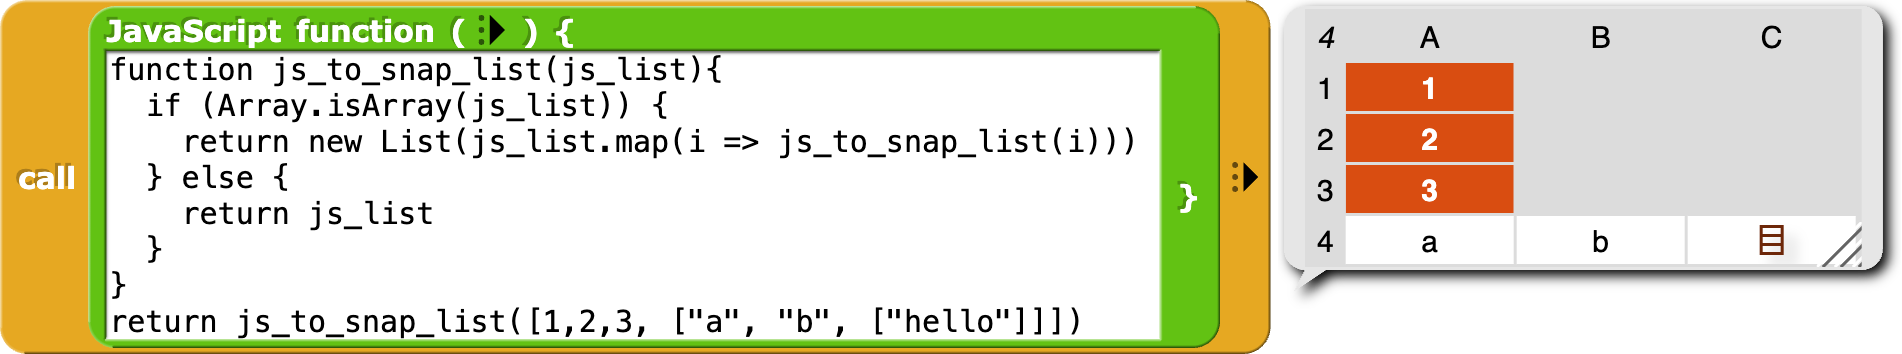 call
JavaScript function ( ) {
function js_to_snap_list(js_list){
  if (Array.isArray(js_list)) {
    return new List(js_list.map(i => js_to_snap_list(i)))
  } else {
    return js_list
  }
}
return js_to_snap_list([1,2,3, ["a", "b", ["hello"]]])
}
4 A B C
1 1
2 2
3 3
4 a b